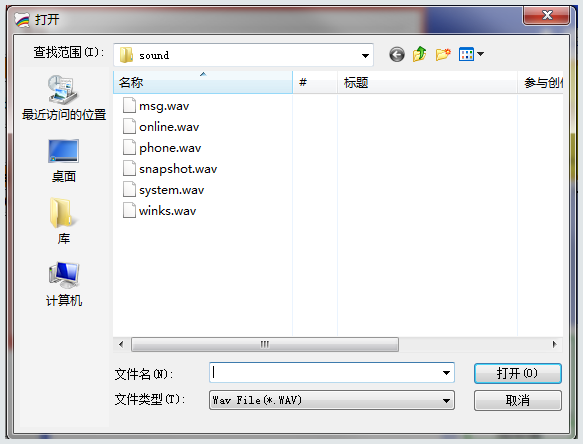 打开
查找范围(I):
sound
最近访问的位置
桌面
库
计算机
名称
#
标题
参与创
msg.wav
online.wav
phone.wav
snapshot.wav
system.wav
winks.wav
文件名(N):
打开(O)
文件类型(T):
Wav File(*.WAV)
取消